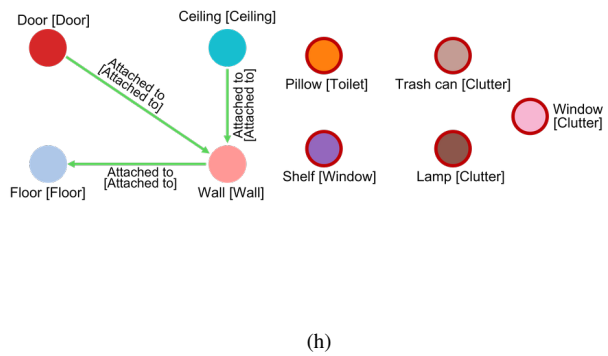 Door [Door]
Ceiling [Ceiling]
Attached to
[Attached to]
Attached to
[Attached to]
Pillow [Toilet]
Trash can [Clutter]
Window
[Clutter]
Attached to
[Attached to]
Floor [Floor]
Wall [Wall]
Shelf [Window]
Lamp [Clutter]
(h)